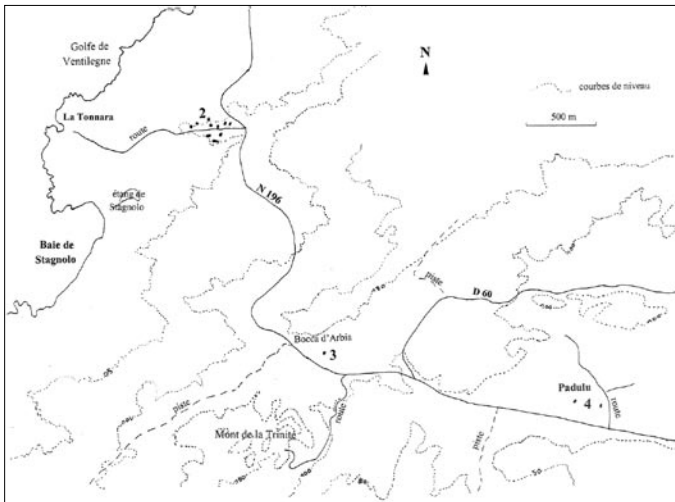 Golfe de
Ventilegne
N
courbes de niveau
500 m
La Tonnara
2
route
étang de
Stagnolo
N 196
Baie de
Stagnolo
piste
D 60
Bocca d'Arbia
3
Padulu
4
route
piste
route
Mont de la Trinité
piste
50